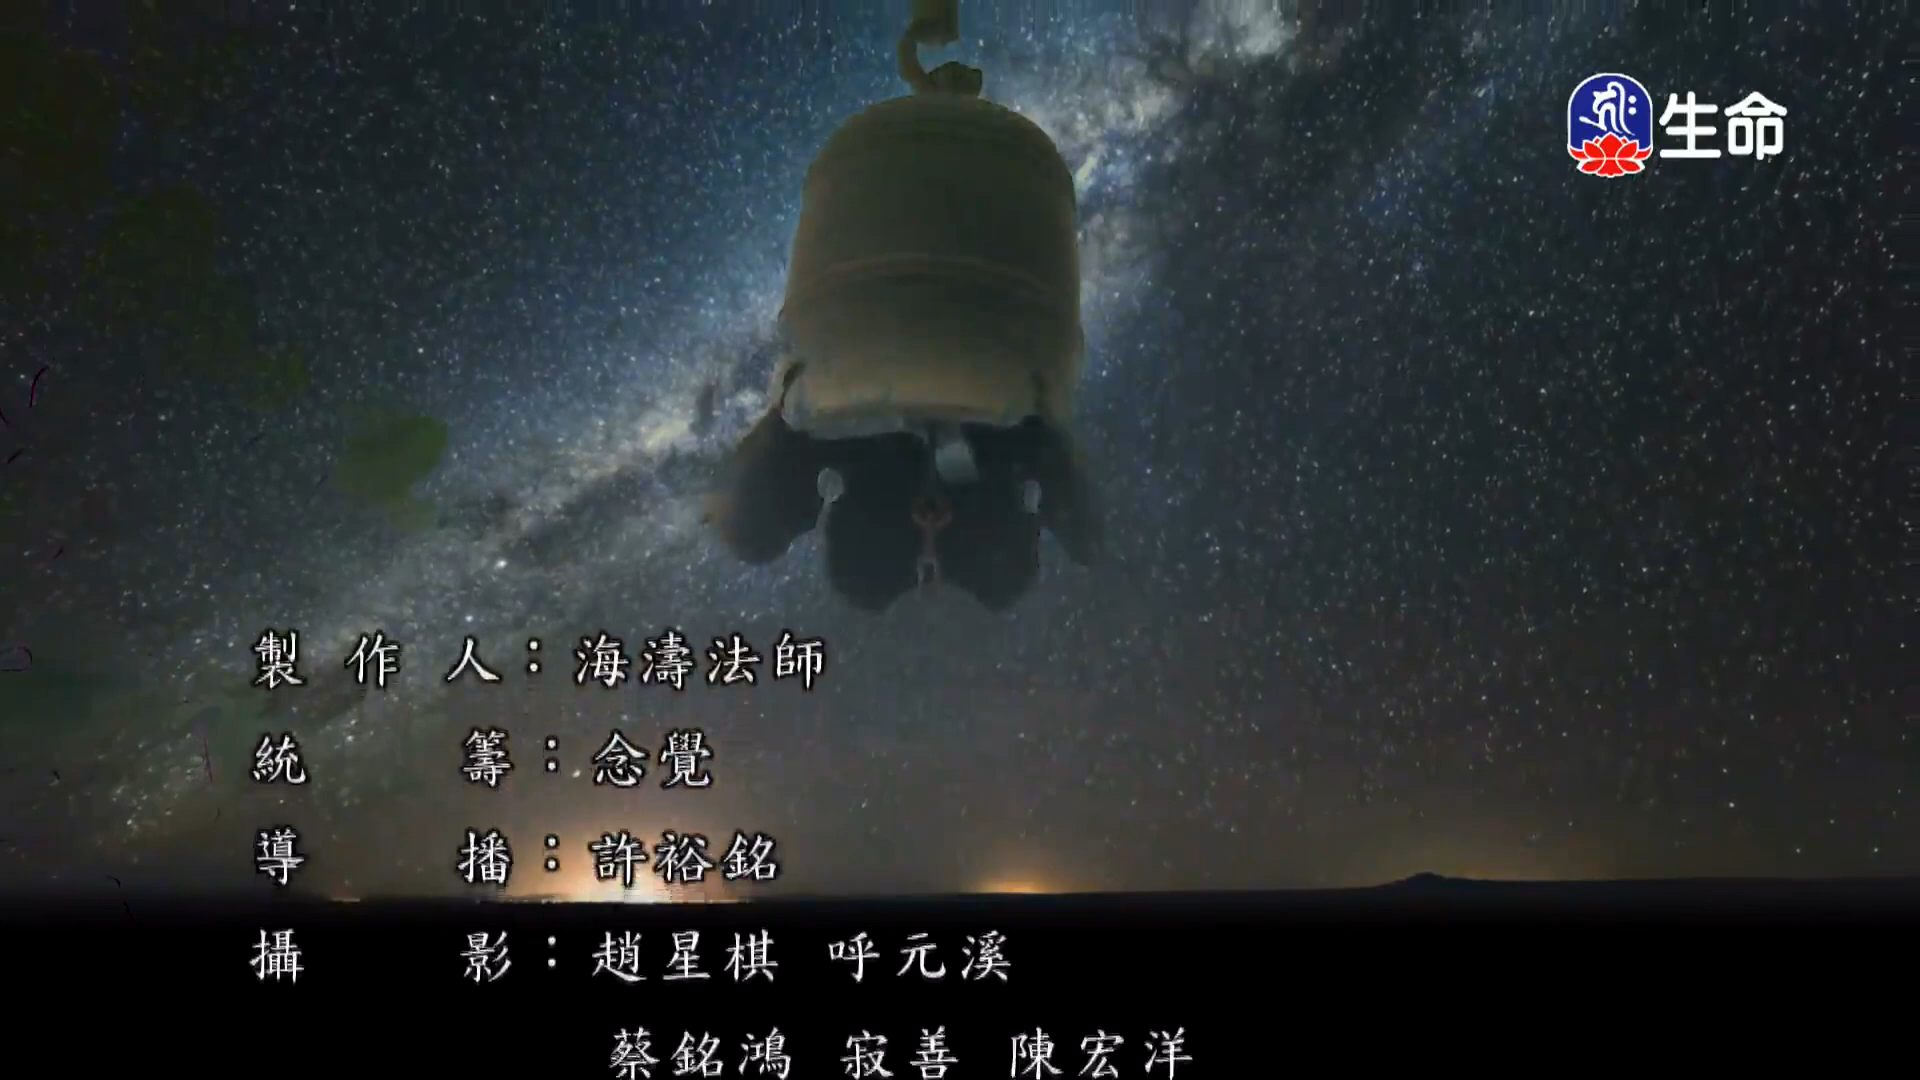 生命
製作人：海濤法師
統籌：念覺
導播：許裕銘
攝影：趙星棋 呼元溪
蔡銘鴻 寂善 陳宏洋